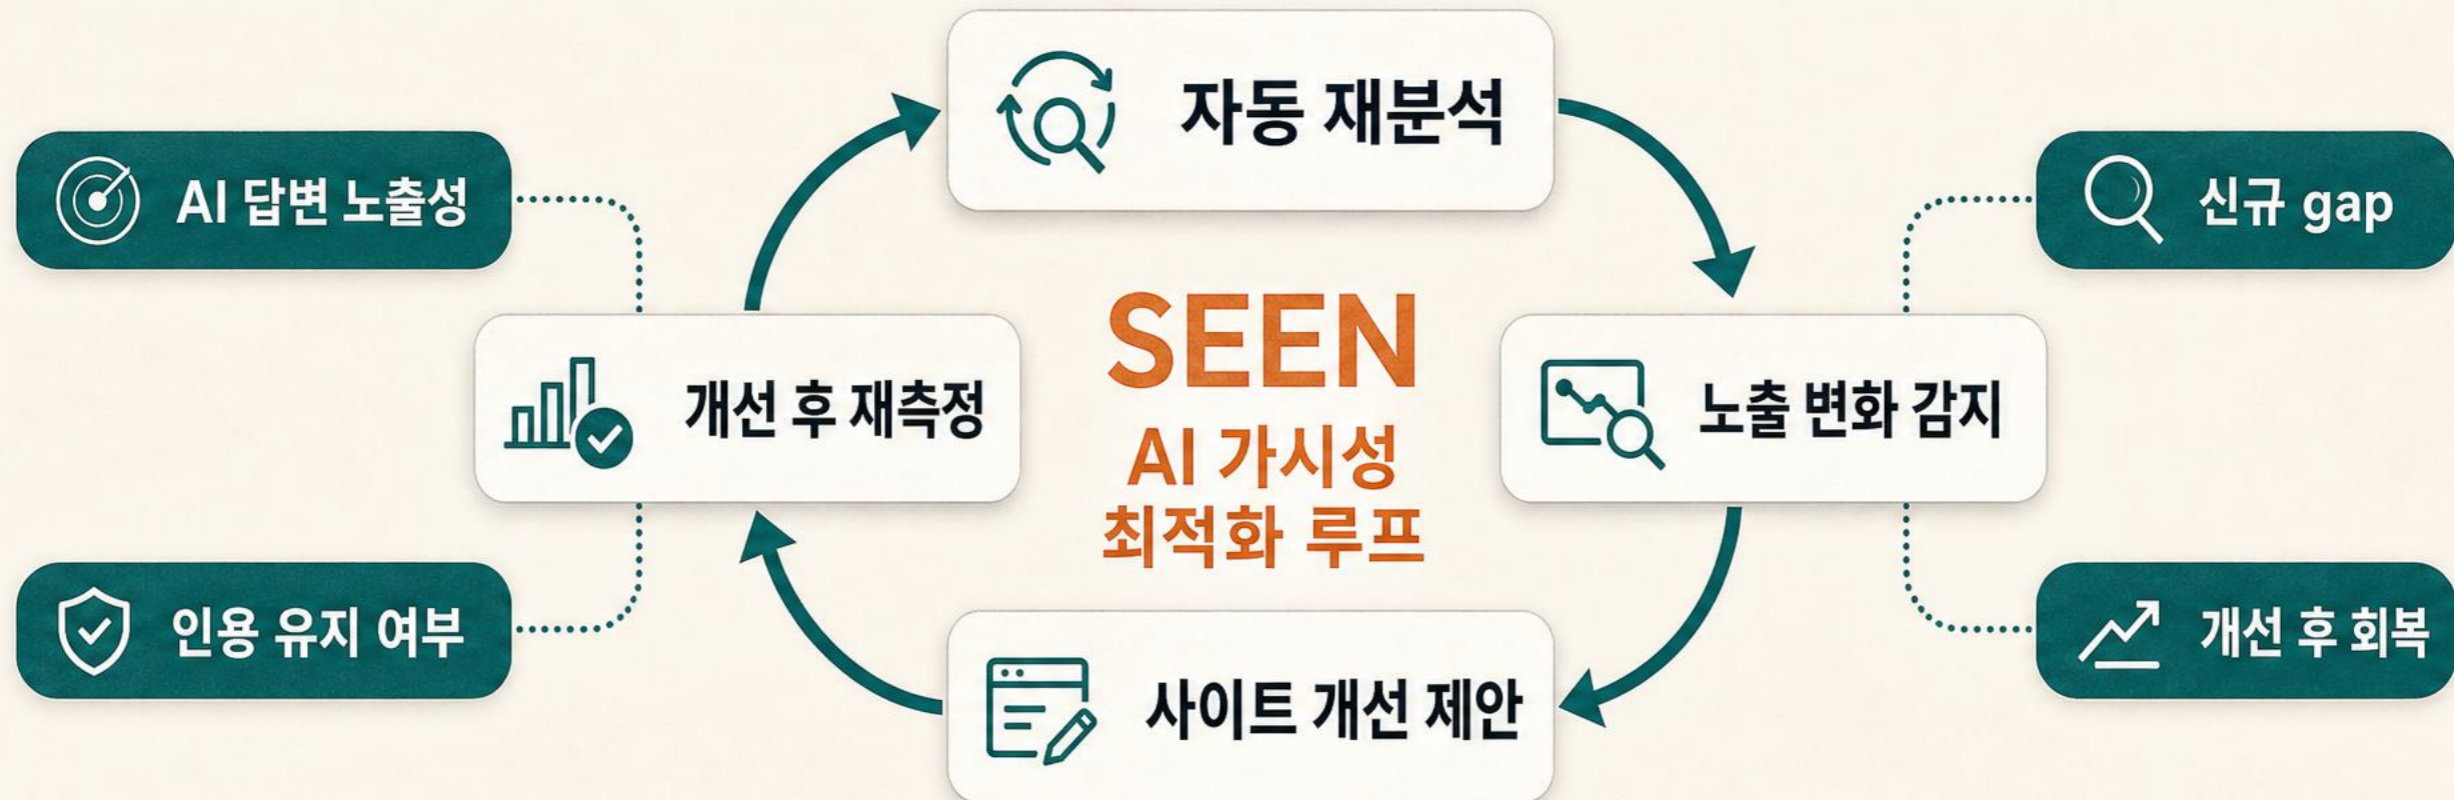 자동 재분석
AI 답변 노출성
신규 gap
SEEN
AI 가시성
최적화 루프
개선 후 재측정
노출 변화 감지
인용 유지 여부
개선 후 회복
사이트 개선 제안